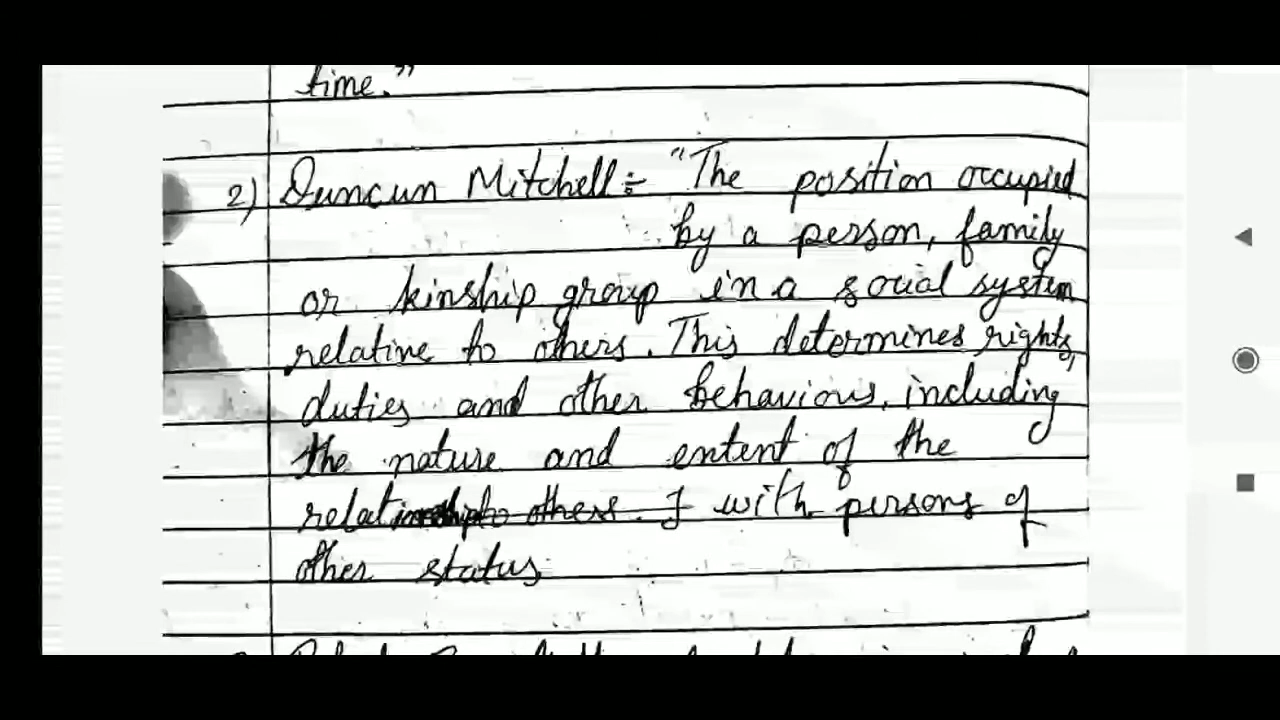 time."
2) Duncun Mitchell:- "The position occupied
by a person, family
or kinship group in a social system
relative to others. This determines rights,
duties and other behaviours, including
the nature and entent of the
relationship others. I with persons of
other status